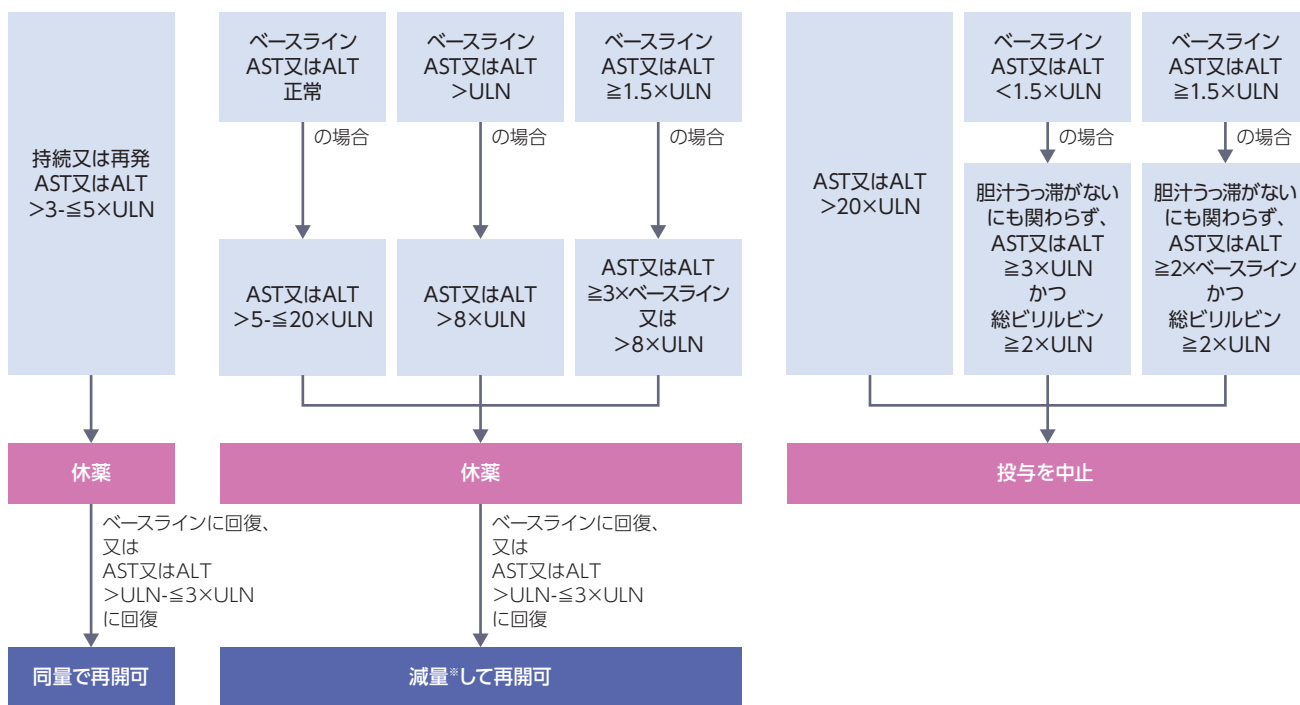 持続又は再発
AST又はALT
>3-≦5×ULN
休薬
ベースラインに回復、
又は
AST又はALT
>ULN-≦3×ULN
に回復
同量で再開可
ベースライン
AST又はALT
正常
の場合
AST又はALT
>5-≦20×ULN
ベースライン
AST又はALT
>ULN
の場合
AST又はALT
>8×ULN
ベースライン
AST又はALT
≧1.5×ULN
の場合
AST又はALT
≧3×ベースライン
又は
>8×ULN
休薬
ベースラインに回復、
又は
AST又はALT
>ULN-≦3×ULN
に回復
減量※して再開可
AST又はALT
>20×ULN
ベースライン
AST又はALT
<1.5×ULN
の場合
胆汁うっ滞がない
にも関わらず、
AST又はALT
≧3×ULN
かつ
総ビリルビン
≧2×ULN
ベースライン
AST又はALT
≧1.5×ULN
の場合
胆汁うっ滞がない
にも関わらず、
AST又はALT
≧2×ベースライン
かつ
総ビリルビン
≧2×ULN
投与を中止